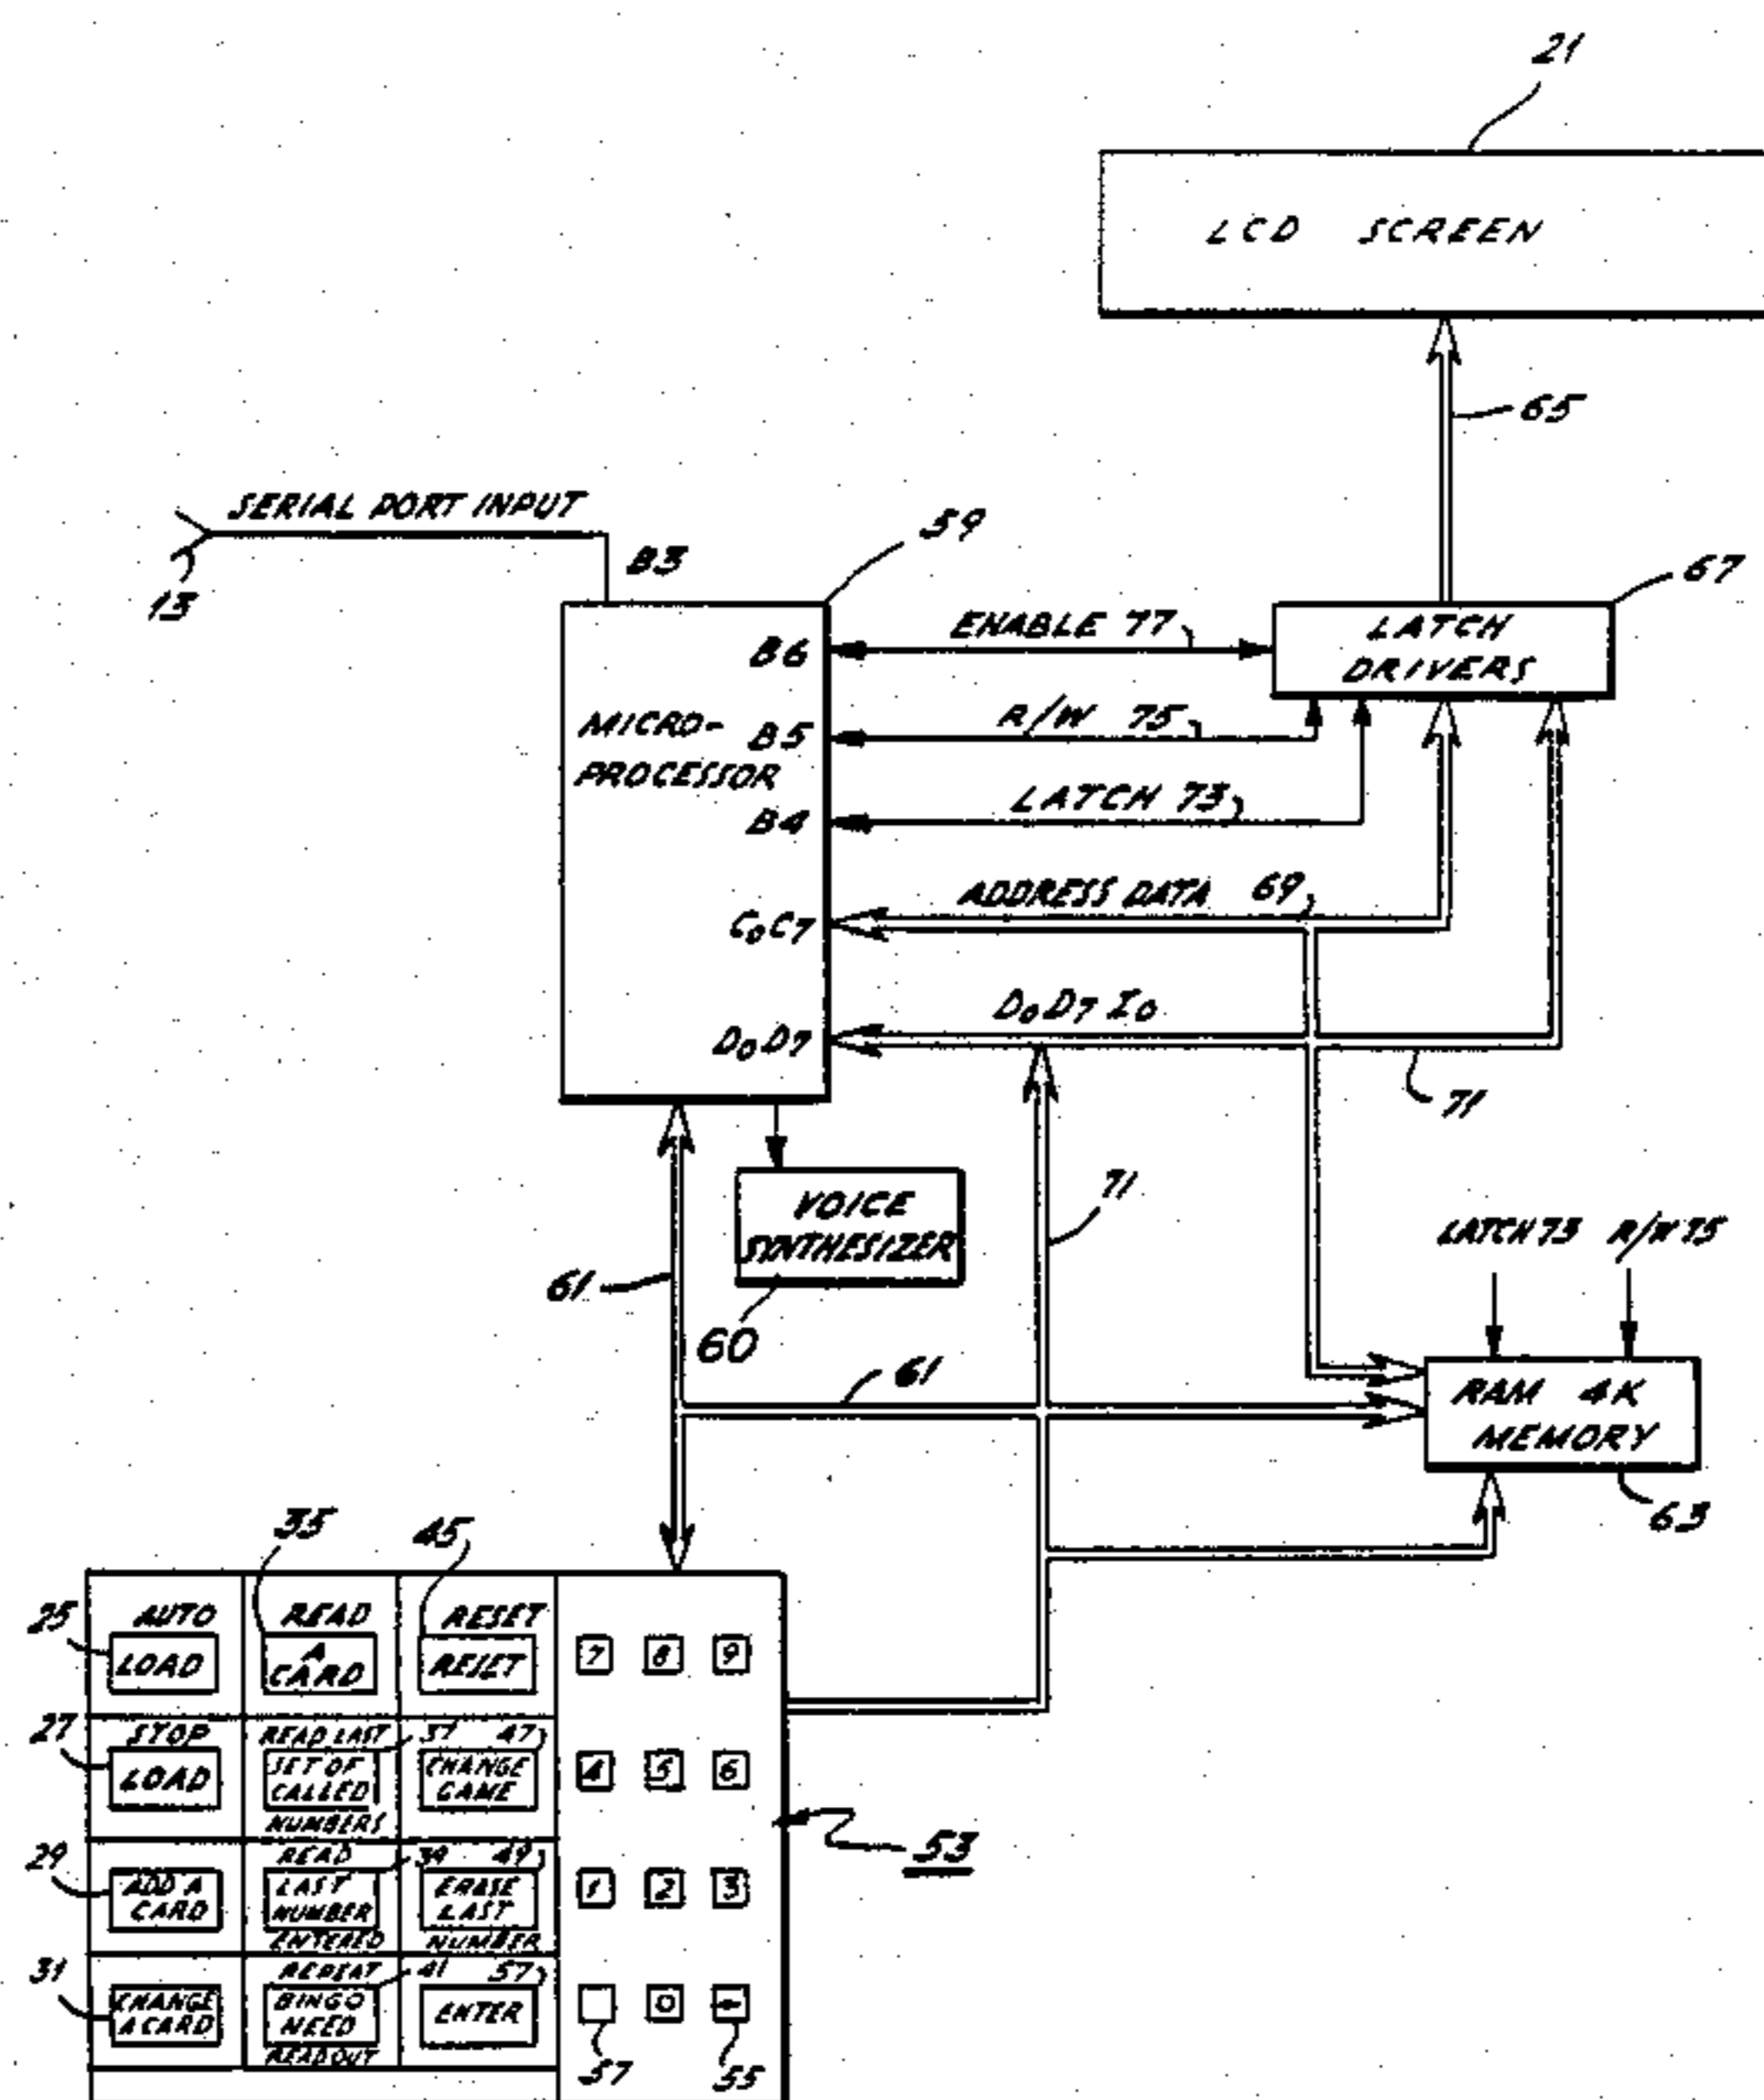 21
LCD SCREEN
65
SERIAL PORT INPUT
13
B3
59
67
B6
ENABLE 77
LATCH
DRIVERS
MICRO-
PROCESSOR
B5
R/W 75
B4
LATCH 73
C0C7
ADDRESS DATA 69
D0D7
D0D7 I0
71
VOICE
SYNTHESIZER
60
61
71
LATCH 73
R/W 75
61
RAM 4K
MEMORY
63
35
45
25
AUTO
LOAD
READ
A
CARD
RESET
RESET
7 8 9
27
STOP
LOAD
READ LAST
SET OF
CALLED
NUMBERS
37
47
CHANGE
GAME
4 5 6
53
29
ADD A
CARD
READ
LAST
NUMBER
ENTERED
39
49
ERASE
LAST
NUMBER
1 2 3
31
CHANGE
A CARD
REPEAT
BINGO
NEED
READOUT
41
57
ENTER
0
57
55